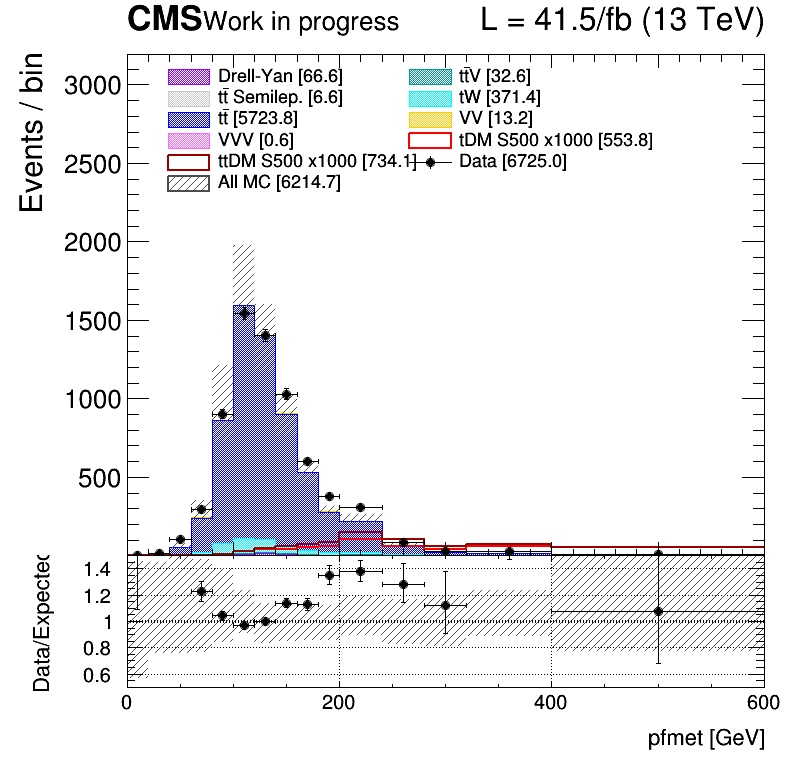 CMS Work in progress L = 41.5/fb (13 TeV)
Events / bin
3000
2500
2000
1500
1000
500
Drell-Yan [66.6] tt̄V [32.6]
tt̄ Semilep. [6.6] tW [371.4]
tt̄ [5723.8] VV [13.2]
VVV [0.6] tDM S500 x1000 [553.8]
ttDM S500 x1000 [734.1] Data [6725.0]
All MC [6214.7]
Data/Expected
1.4
1.2
1
0.8
0.6
0 200 400 600
pfmet [GeV]